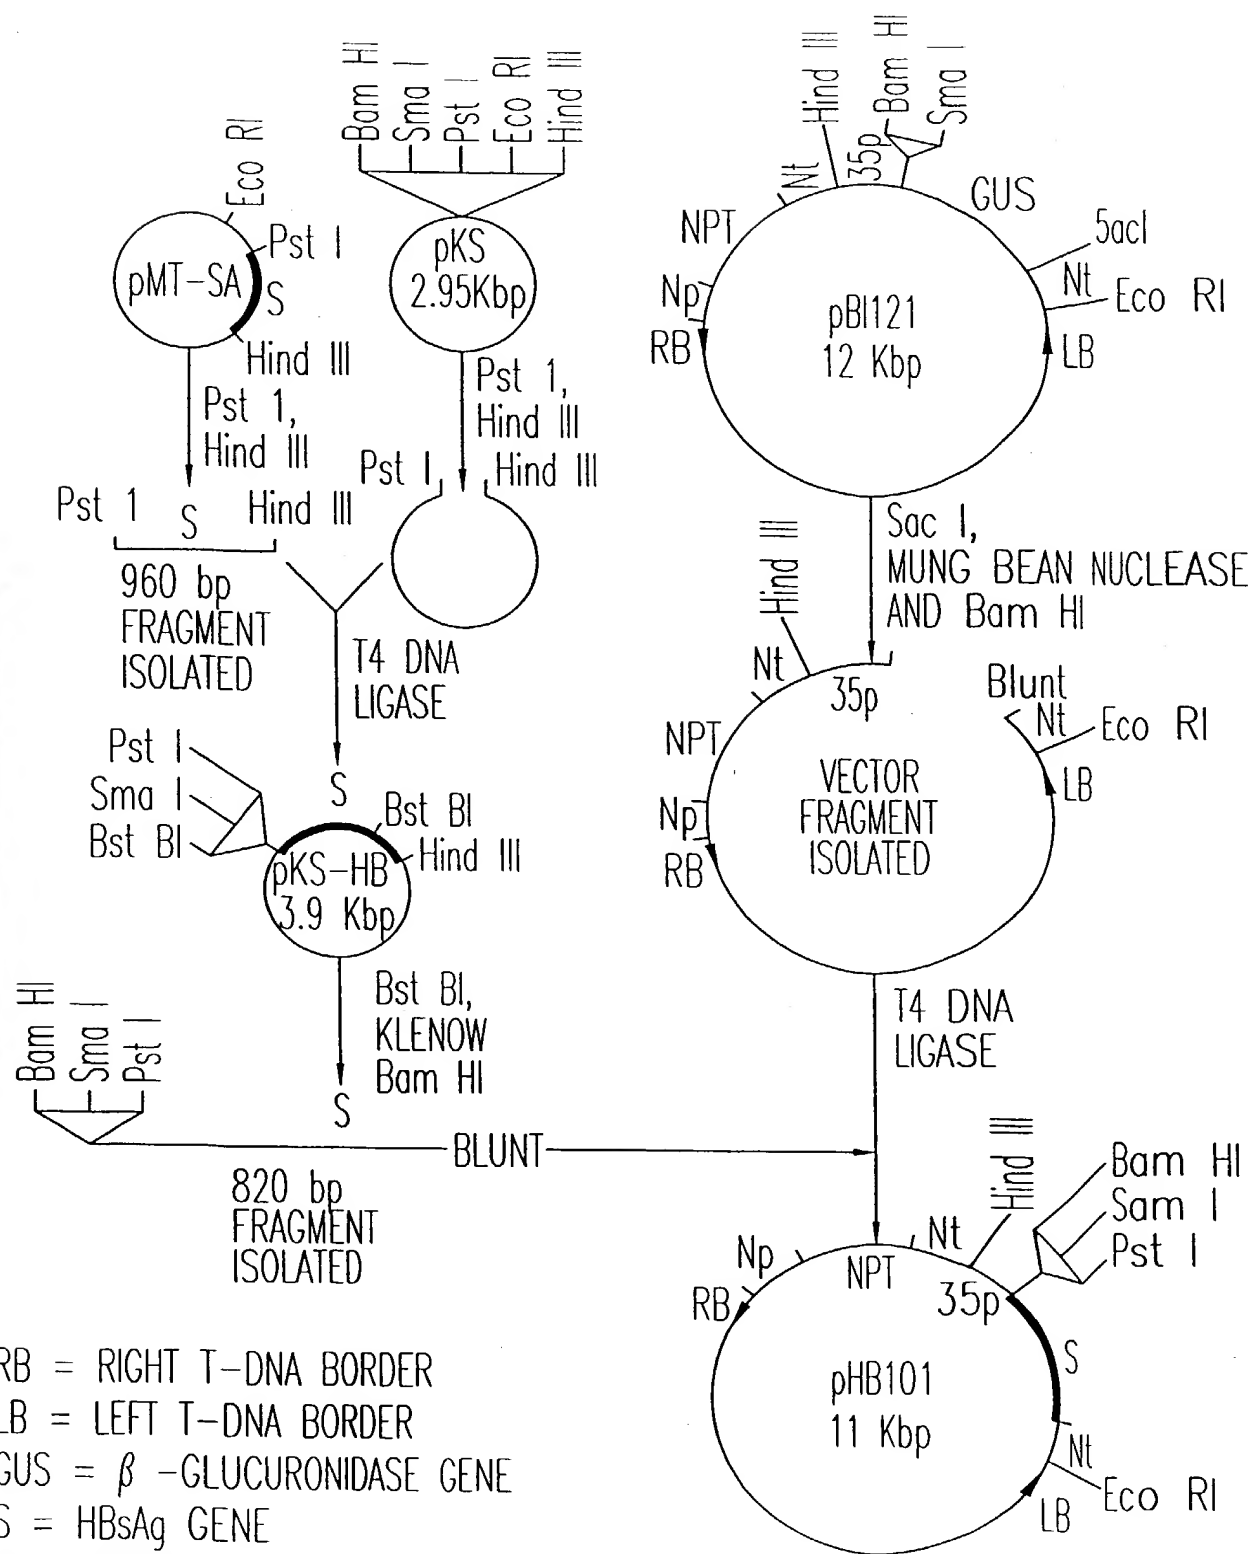 Eco RI
Pst I
pMT-SA
S
Hind III
Bam HI
Sma I
Pst I
Eco RI
Hind III
pKS
2.95Kbp
Pst 1,
Hind III
Pst 1,
Hind III
Pst 1
S
Hind III
960 bp
FRAGMENT
ISOLATED
Pst I
Hind III
T4 DNA
LIGASE
Pst I
Sma I
Bst BI
S
Bst BI
Hind III
pKS-HB
3.9 Kbp
Bst BI,
KLENOW
Bam HI
Bam HI
Sma I
Pst I
S
BLUNT
820 bp
FRAGMENT
ISOLATED
Hind III
35p
Bam HI
Sma I
Nt
GUS
NPT
5acI
Np
Nt
Eco RI
RB
LB
pBI121
12 Kbp
Sac I,
MUNG BEAN NUCLEASE
AND Bam HI
Hind III
Nt
35p
Blunt
Nt
Eco RI
NPT
LB
Np
RB
VECTOR
FRAGMENT
ISOLATED
T4 DNA
LIGASE
Hind III
Bam HI
Sam I
Pst I
Np
NPT
Nt
35p
RB
S
pHB101
11 Kbp
Nt
Eco RI
LB
RB = RIGHT T-DNA BORDER
LB = LEFT T-DNA BORDER
GUS = β -GLUCURONIDASE GENE
S = HBsAg GENE